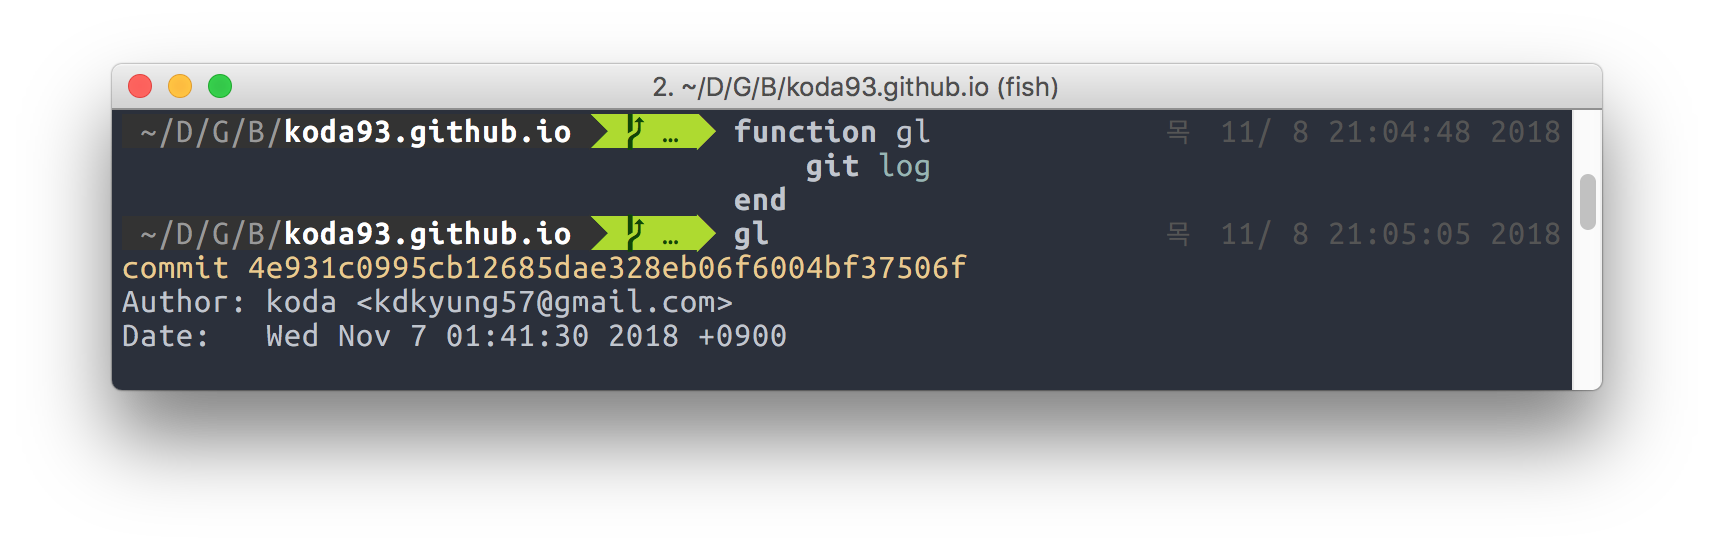 2. ~/D/G/B/koda93.github.io (fish)
~/D/G/B/koda93.github.io … function gl 목 11/ 8 21:04:48 2018
git log
end
~/D/G/B/koda93.github.io … gl 목 11/ 8 21:05:05 2018
commit 4e931c0995cb12685dae328eb06f6004bf37506f
Author: koda <kdkyung57@gmail.com>
Date:   Wed Nov 7 01:41:30 2018 +0900